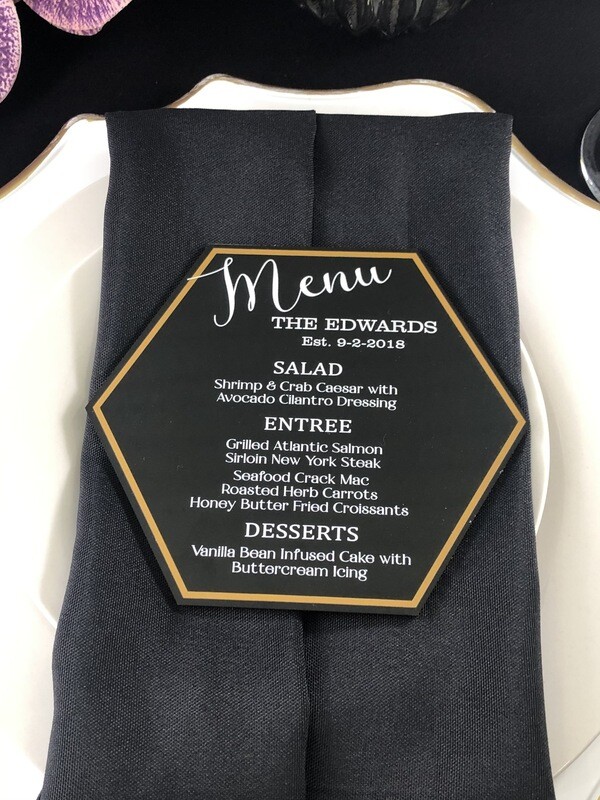 Menu
THE EDWARDS
Est. 9-2-2018
SALAD
Shrimp & Crab Caesar with
Avocado Cilantro Dressing
ENTREE
Grilled Atlantic Salmon
Sirloin New York Steak
Seafood Crack Mac
Roasted Herb Carrots
Honey Butter Fried Croissants
DESSERTS
Vanilla Bean Infused Cake with
Buttercream Icing